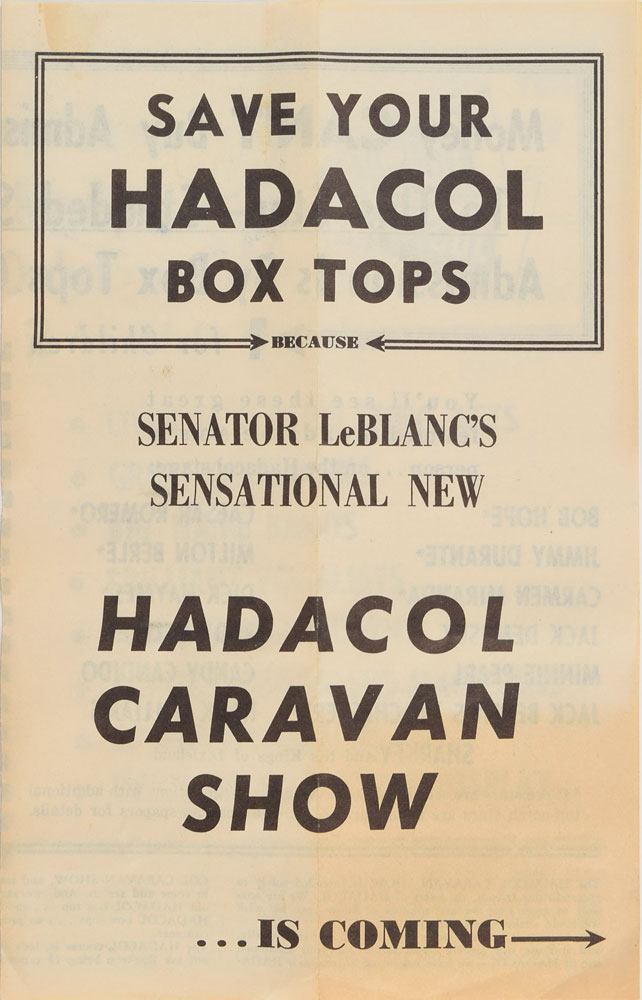 SAVE YOUR
HADACOL
BOX TOPS
BECAUSE
SENATOR LeBLANC'S
SENSATIONAL NEW
HADACOL
CARAVAN
SHOW
...IS COMING